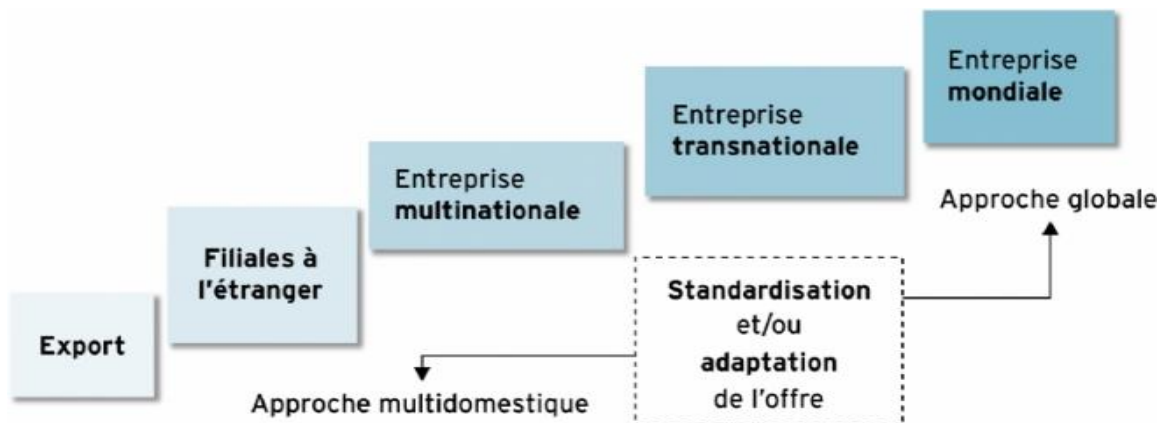 Export
Filiales à
l'étranger
Entreprise
multinationale
Entreprise
transnationale
Entreprise
mondiale
Approche globale
Standardisation
et/ou
adaptation
de l'offre
Approche multidomestique